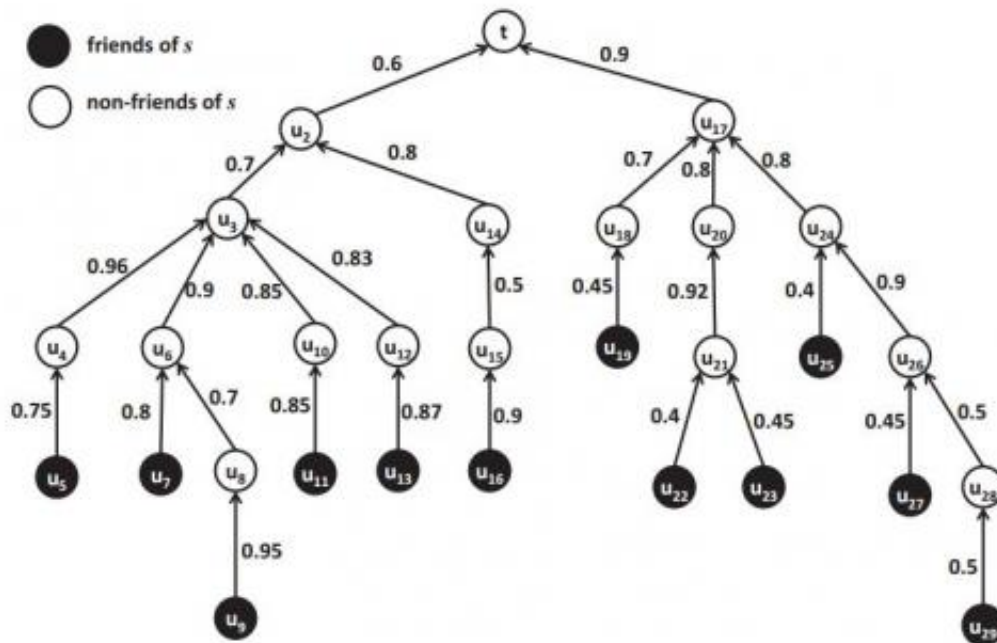 t
friends of s
0.6
0.9
non-friends of s
u2
u17
0.7
0.8
0.7
0.8
0.8
u3
u14
u18
u20
u24
0.96
0.9
0.85
0.83
0.5
0.45
0.92
0.4
0.9
u4
u6
u10
u12
u15
u19
u21
u25
u26
0.75
0.8
0.7
0.85
0.87
0.9
0.4
0.45
0.45
0.5
u5
u7
u8
u11
u13
u16
u22
u23
u27
u28
0.95
0.5
u9
u29